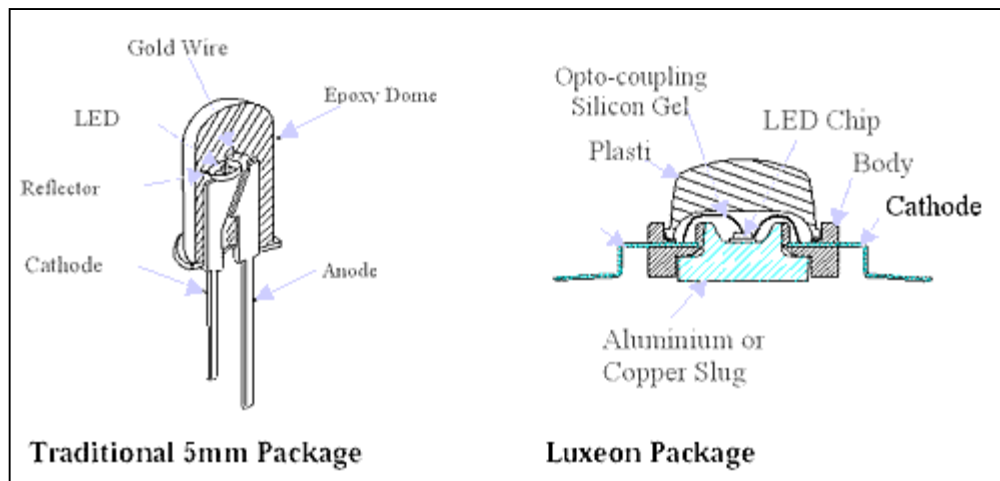 Gold Wire
LED
Epoxy Dome
Reflector
Cathode
Anode
Traditional 5mm Package
Opto-coupling
Silicon Gel
LED Chip
Plasti
Body
Cathode
Aluminium or
Copper Slug
Luxeon Package